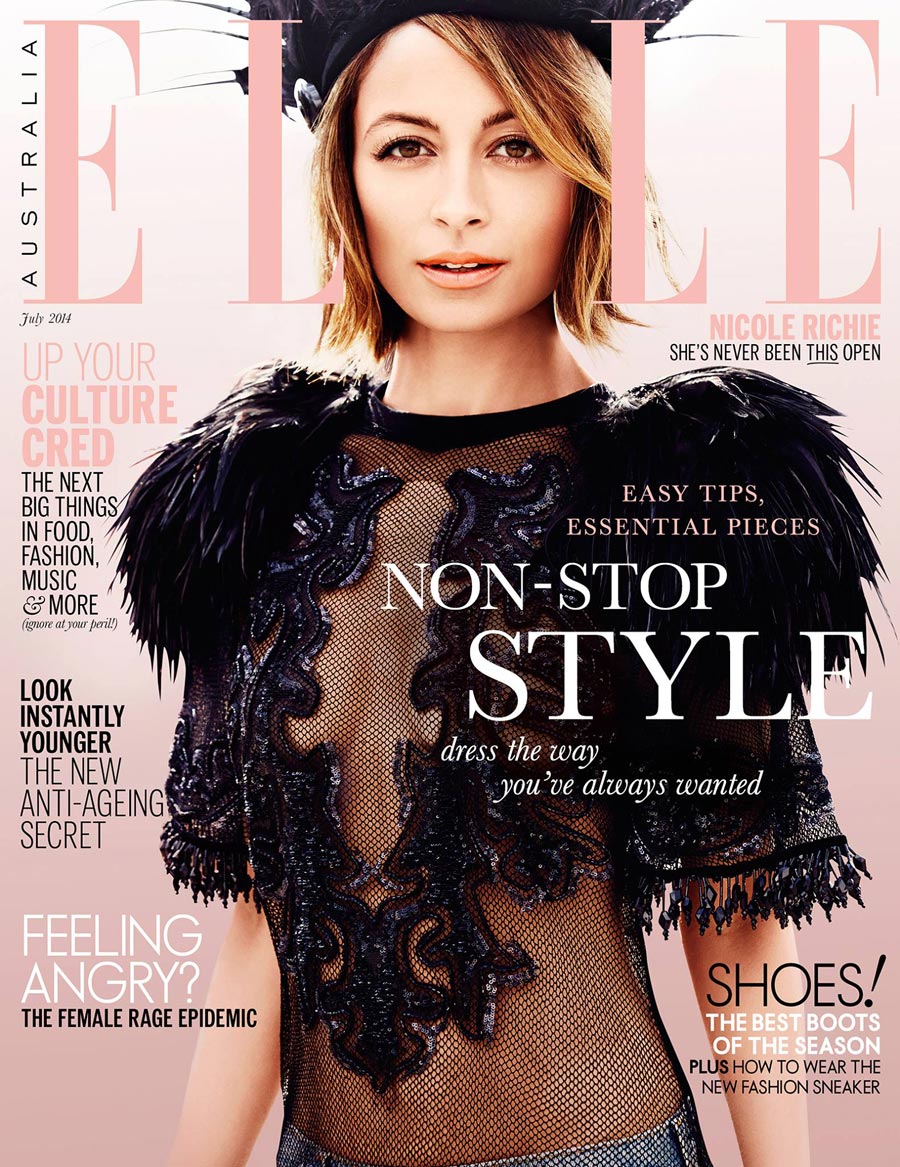 ELLE
AUSTRALIA
July 2014
NICOLE RICHIE
SHE'S NEVER BEEN THIS OPEN
UP YOUR
CULTURE
CRED
THE NEXT
BIG THINGS
IN FOOD,
FASHION,
MUSIC
& MORE
(ignore at your peril!)
EASY TIPS,
ESSENTIAL PIECES
NON-STOP
STYLE
dress the way
you've always wanted
LOOK
INSTANTLY
YOUNGER
THE NEW
ANTI-AGEING
SECRET
FEELING
ANGRY?
THE FEMALE RAGE EPIDEMIC
SHOES!
THE BEST BOOTS
OF THE SEASON
PLUS HOW TO WEAR THE
NEW FASHION SNEAKER